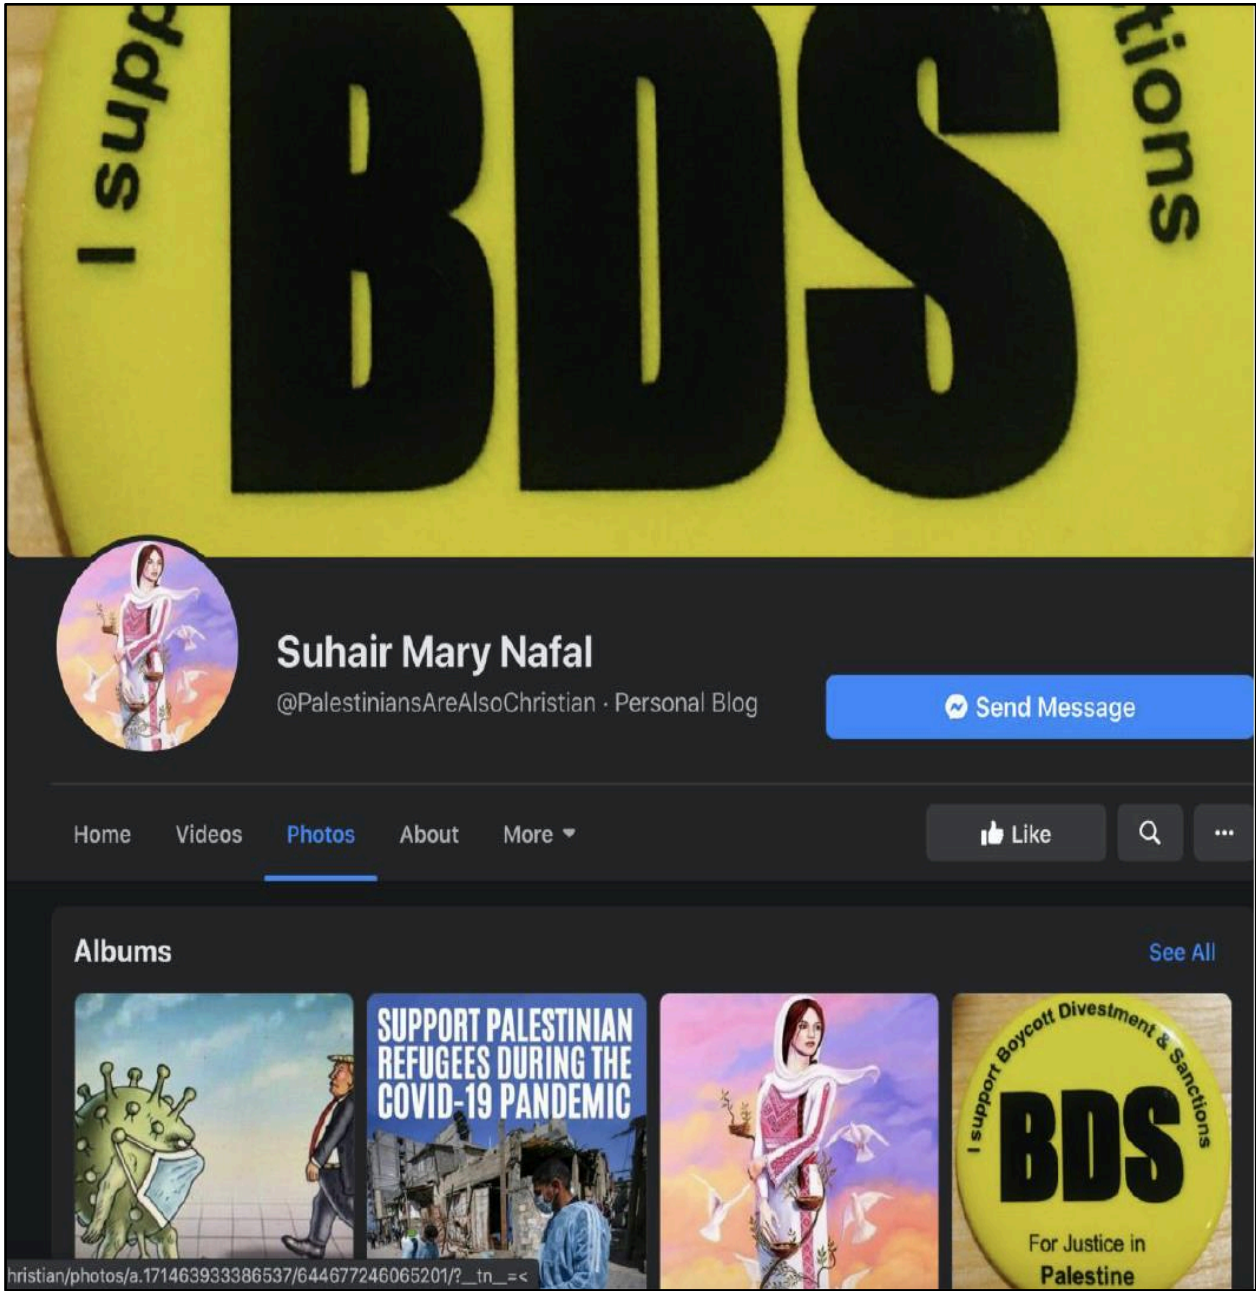 I supp
BDS
ctions
Suhair Mary Nafal
@PalestiniansAreAlsoChristian · Personal Blog
Send Message
Home Videos Photos About More
Like
Albums
See All
SUPPORT PALESTINIAN
REFUGEES DURING THE
COVID-19 PANDEMIC
I support Boycott Divestment & Sanctions
BDS
For Justice in
Palestine
hristian/photos/a.171463933386537/644677246065201/?__tn__=<